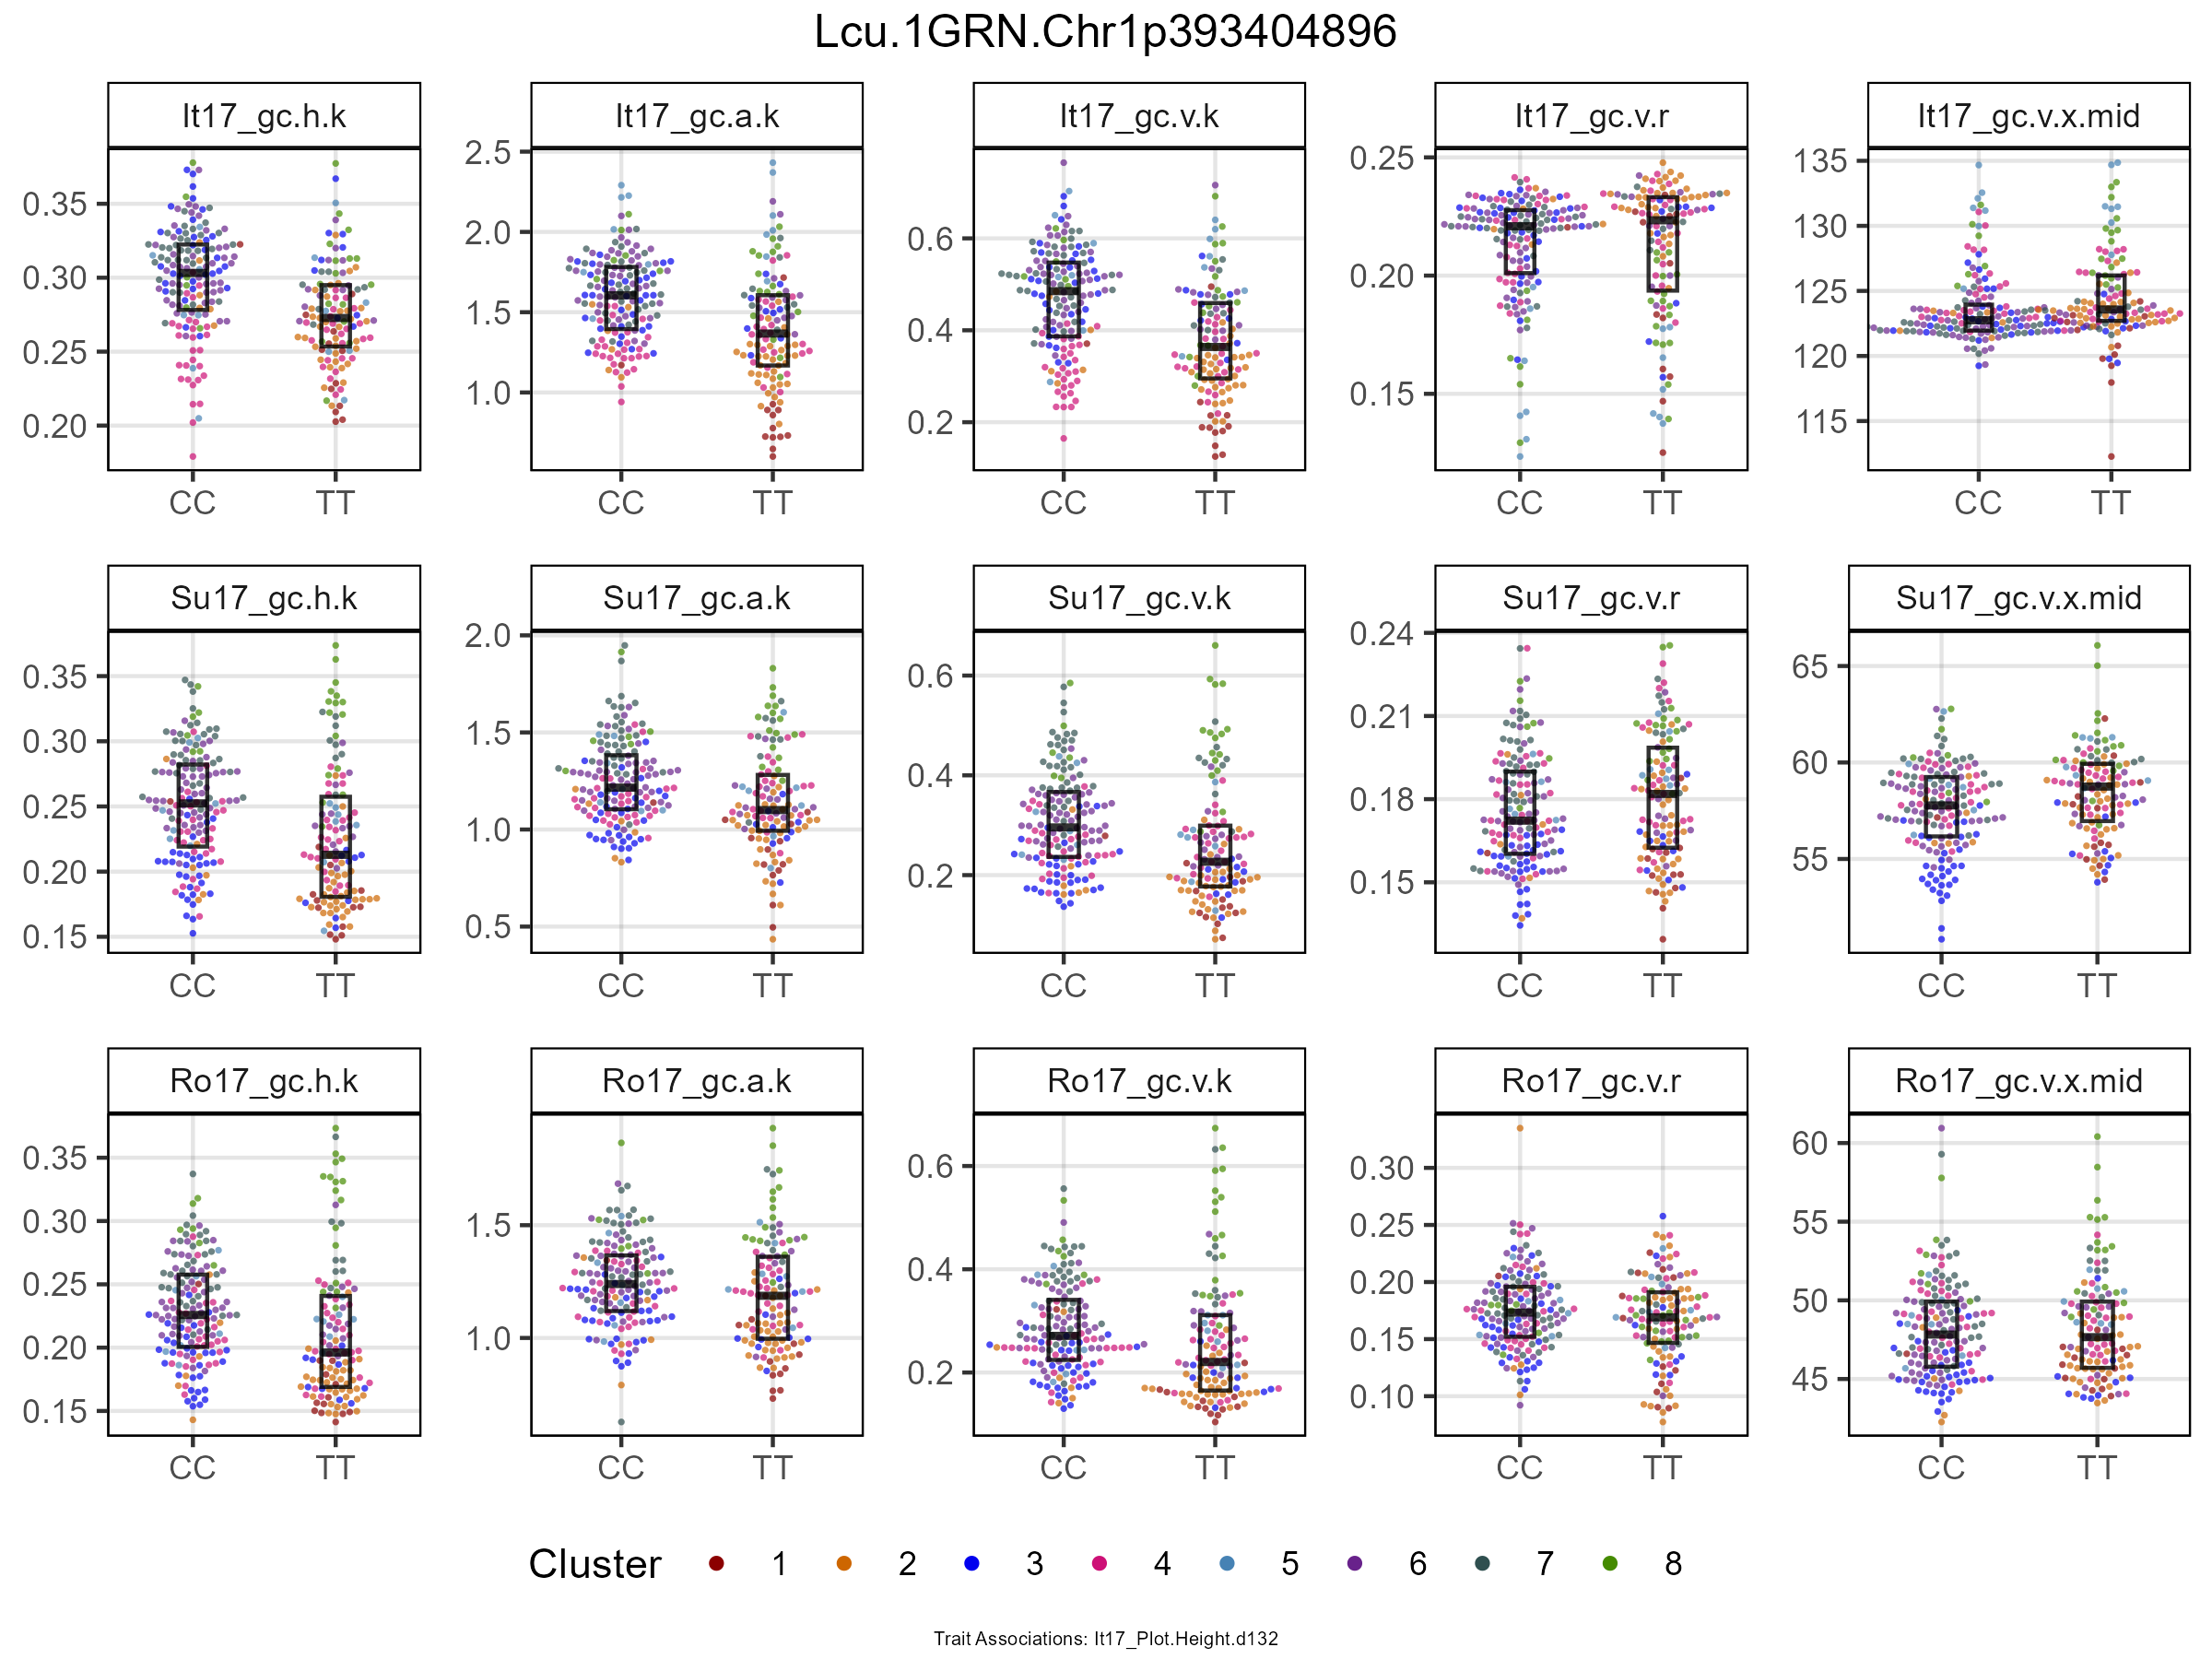 Lcu.1GRN.Chr1p393404896
It17_gc.h.k It17_gc.a.k It17_gc.v.k It17_gc.v.r It17_gc.v.x.mid
0.35 0.30 0.25 0.20
2.5 2.0 1.5 1.0
0.6 0.4 0.2
0.25 0.20 0.15
135 130 125 120 115
CC TT CC TT CC TT CC TT CC TT
Su17_gc.h.k Su17_gc.a.k Su17_gc.v.k Su17_gc.v.r Su17_gc.v.x.mid
0.35 0.30 0.25 0.20 0.15
2.0 1.5 1.0 0.5
0.6 0.4 0.2
0.24 0.21 0.18 0.15
65 60 55
CC TT CC TT CC TT CC TT CC TT
Ro17_gc.h.k Ro17_gc.a.k Ro17_gc.v.k Ro17_gc.v.r Ro17_gc.v.x.mid
0.35 0.30 0.25 0.20 0.15
1.5 1.0
0.6 0.4 0.2
0.30 0.25 0.20 0.15 0.10
60 55 50 45
CC TT CC TT CC TT CC TT CC TT
Cluster 1 2 3 4 5 6 7 8
Trait Associations: It17_Plot.Height.d132